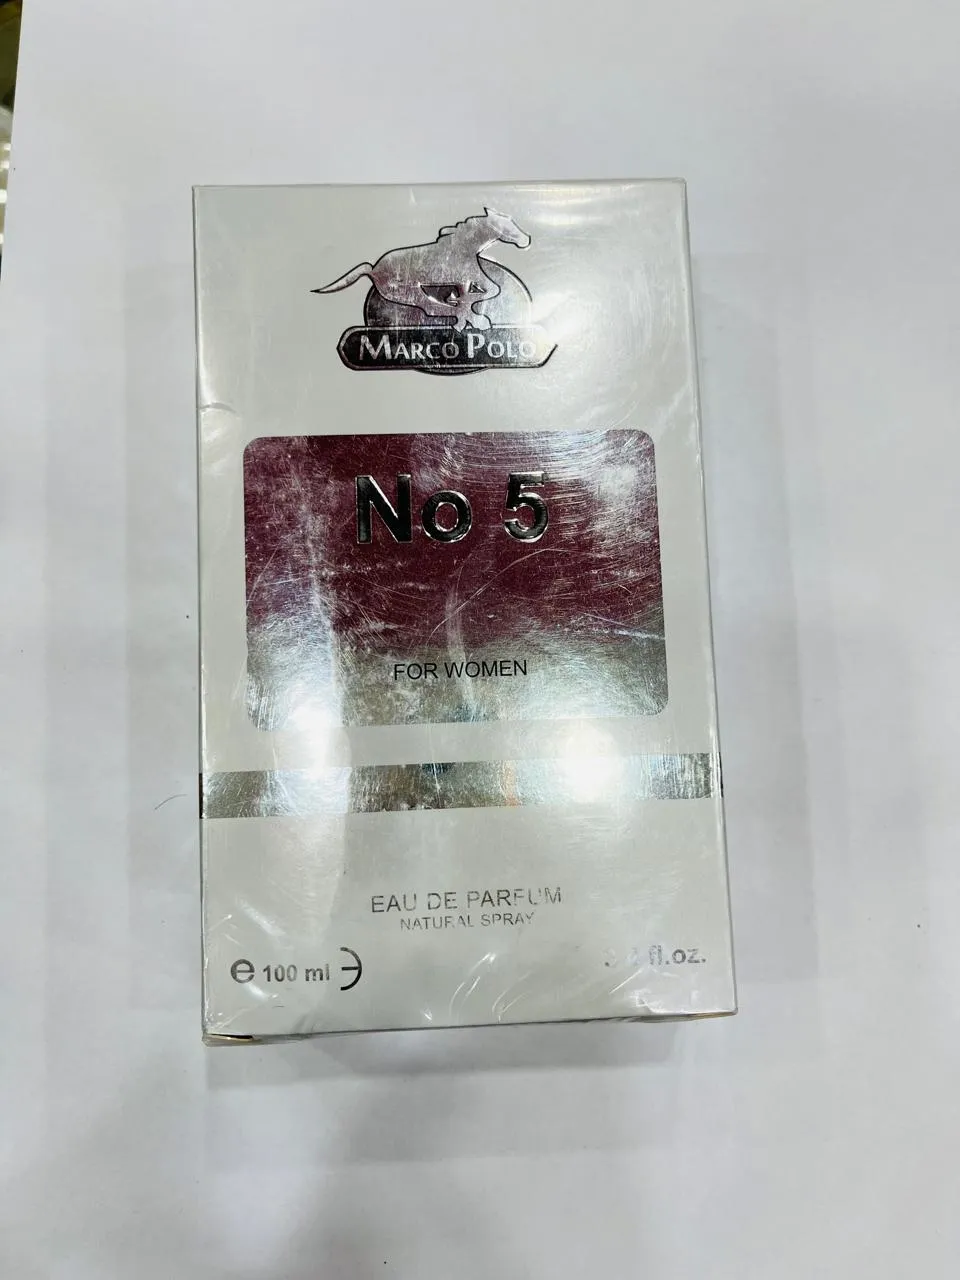 MARCO POLO
No 5
FOR WOMEN
EAU DE PARFUM
NATURAL SPRAY
e 100 ml
fl.oz.